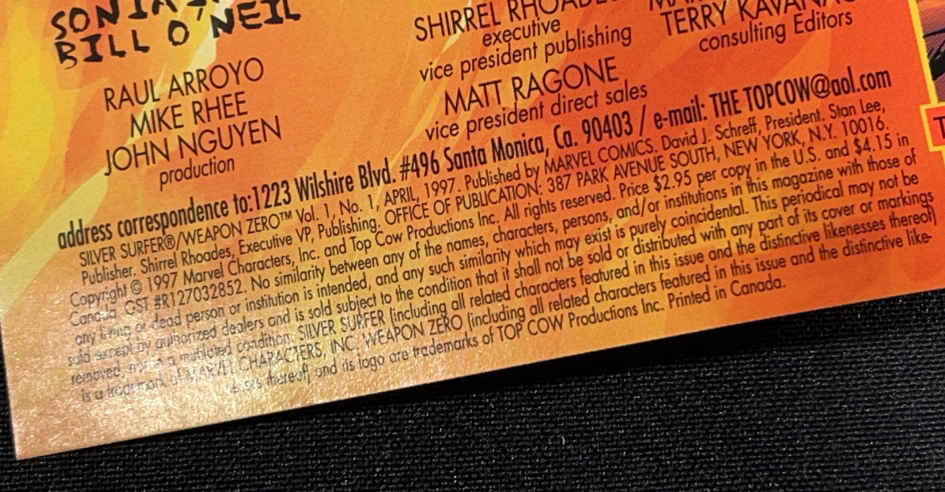 BILL O'NEIL
RAUL ARROYO
MIKE RHEE
JOHN NGUYEN
production
SHIRREL
executive
vice president publishing
MATT RAGONE
vice president direct sales
TERRY
consulting Editors
address correspondence to:1223 Wilshire Blvd. #496 Santa Monica, Ca. 90403 / e-mail: THE TOPCOW@aol.com
SILVER SURFER®/WEAPON ZERO™ Vol. 1, No. 1, APRIL, 1997. Published by MARVEL COMICS. David J. Schreff, President. Stan Lee,
Publisher, Shirrel Rhoades, Executive VP, Publishing. OFFICE OF PUBLICATION: 387 PARK AVENUE SOUTH, NEW YORK, N.Y. 10016.
Copyright © 1997 Marvel Characters, Inc. and Top Cow Productions Inc. All rights reserved. Price $2.95 per copy in the U.S. and $4.15 in
Canada. GST #R127032852. No similarity between any of the names, characters, persons, and/or institutions in this magazine with those of
any living or dead person or institution is intended, and any such similarity which may exist is purely coincidental. This periodical may not be
sold except by authorized dealers and is sold subject to the condition that it shall not be sold or distributed with any part of its cover or markings
removed, nor in a mutilated condition. SILVER SURFER (including all related characters featured in this issue and the distinctive likenesses thereof)
is a trademark of MARVEL CHARACTERS, INC. WEAPON ZERO (including all related characters featured in this issue and the distinctive like-
nesses thereof) and its logo are trademarks of TOP COW Productions Inc. Printed in Canada.